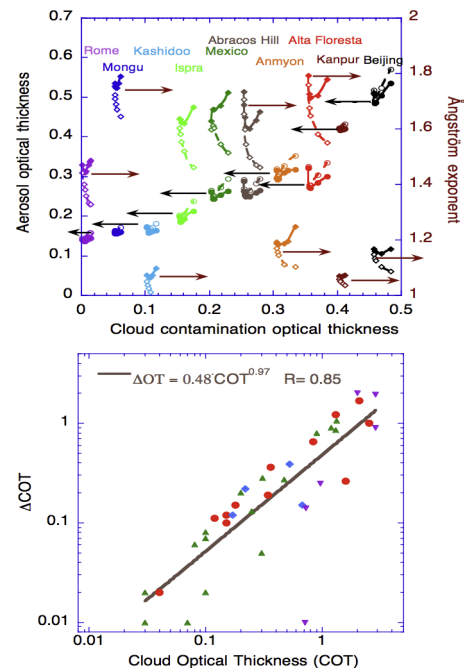 0.7
0.6
0.5
0.4
0.3
0.2
0.1
0
Aerosol optical thickness
2
1.8
1.6
1.4
1.2
1
Ångström exponent
Rome
Mongu
Kashidoo
Ispra
Abracos Hill
Mexico
Alta Floresta
Anmyon
Kanpur
Beijing
0 0.1 0.2 0.3 0.4 0.5
Cloud contamination optical thickness
ΔOT = 0.48·COT^0.97 R= 0.85
1
0.1
0.01
ΔCOT
0.01 0.1 1
Cloud Optical Thickness (COT)